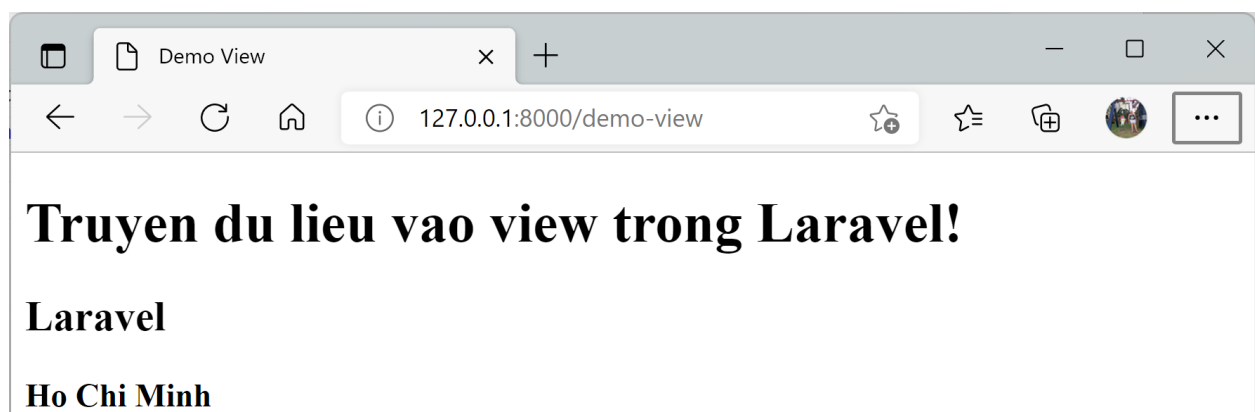 Demo View
127.0.0.1:8000/demo-view
Truyen du lieu vao view trong Laravel!
Laravel
Ho Chi Minh